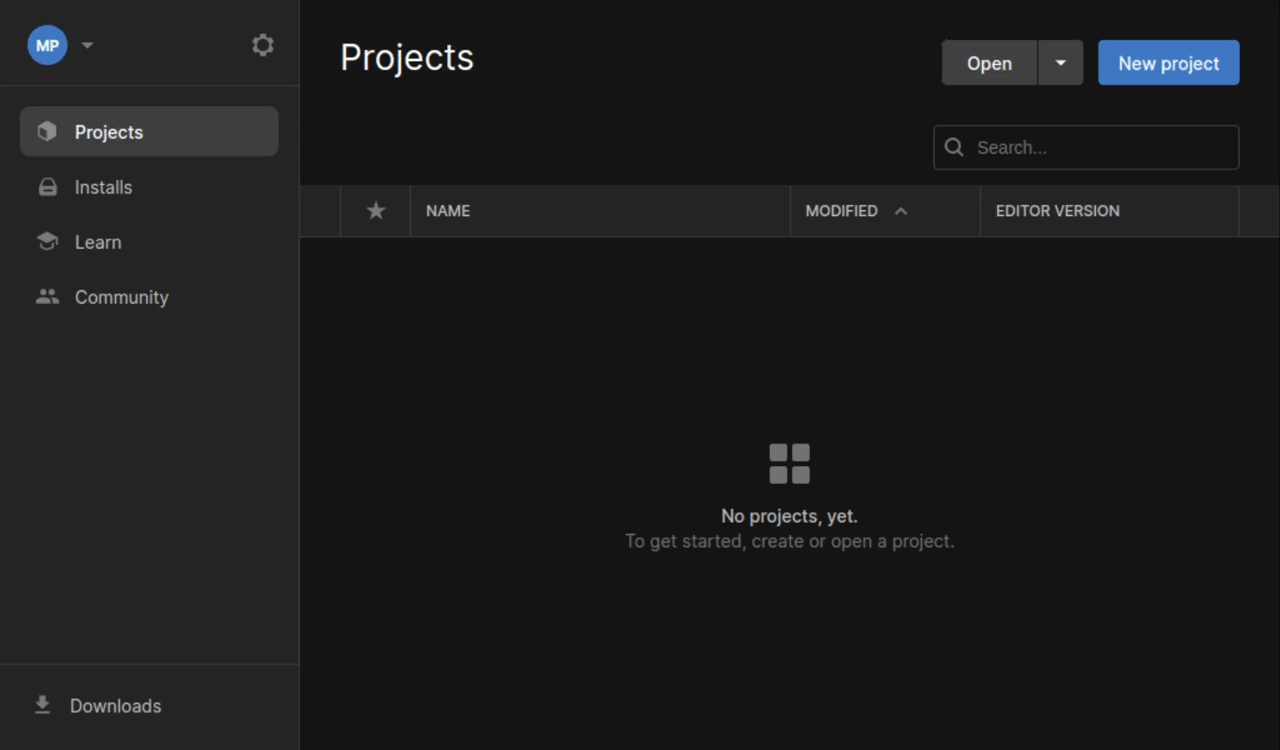 MP
Projects
Open
New project
Projects
Search...
Installs
NAME
MODIFIED
EDITOR VERSION
Learn
Community
No projects, yet.
To get started, create or open a project.
Downloads